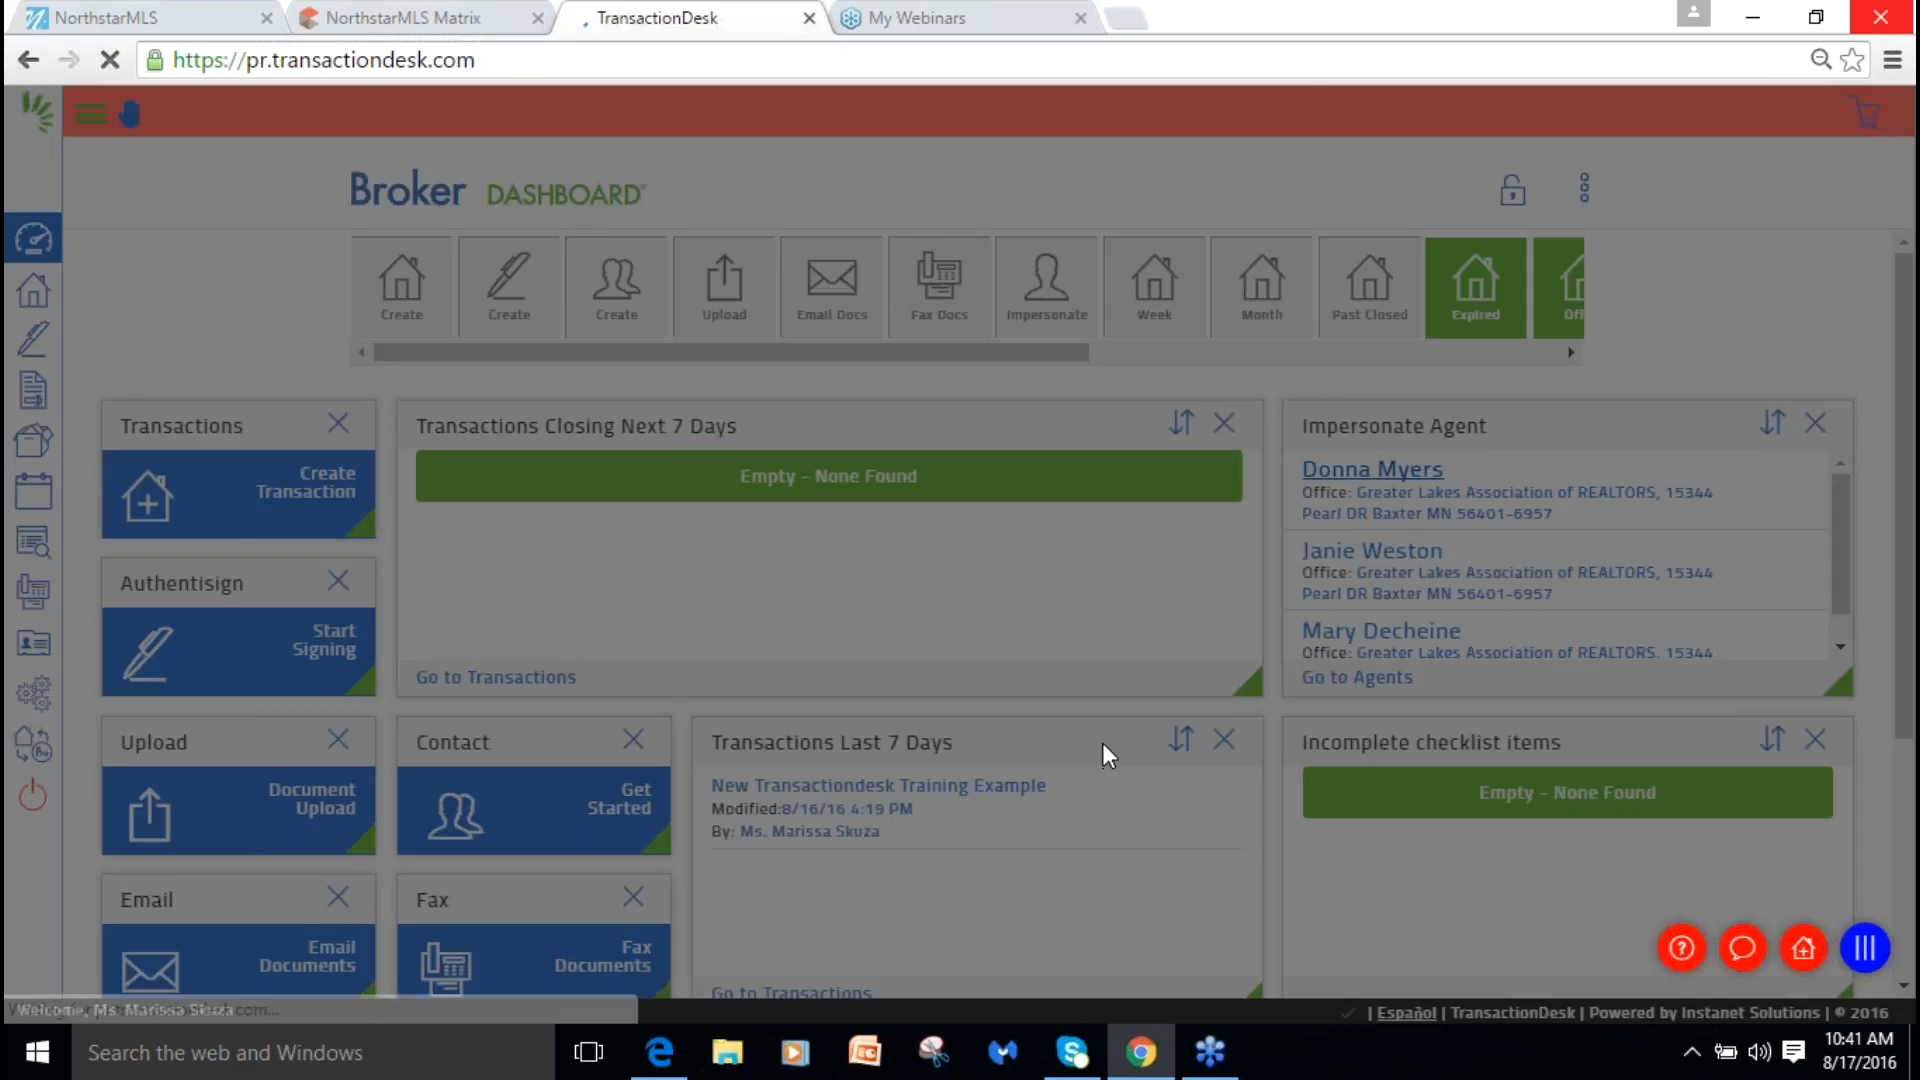 NorthstarMLS
NorthstarMLS Matrix
TransactionDesk
My Webinars
https://pr.transactiondesk.com
Broker DASHBOARD
Create
Create
Create
Upload
Email Docs
Fax Docs
Impersonate
Week
Month
Past Closed
Expired
Off
Transactions
Create
Transaction
Transactions Closing Next 7 Days
Empty - None Found
Go to Transactions
Impersonate Agent
Donna Myers
Office: Greater Lakes Association of REALTORS, 15344
Pearl DR Baxter MN 56401-6957
Janie Weston
Office: Greater Lakes Association of REALTORS, 15344
Pearl DR Baxter MN 56401-6957
Mary Decheine
Office: Greater Lakes Association of REALTORS, 15344
Go to Agents
Authentisign
Start
Signing
Upload
Document
Upload
Contact
Get
Started
Transactions Last 7 Days
New Transactiondesk Training Example
Modified:8/16/16 4:19 PM
By: Ms. Marissa Skuza
Go to Transactions
Incomplete checklist items
Empty - None Found
Email
Email
Documents
Fax
Fax
Documents
Welcome, Ms. Marissa Skuza
| Español | TransactionDesk | Powered by Instanet Solutions | © 2016
Search the web and Windows
10:41 AM
8/17/2016